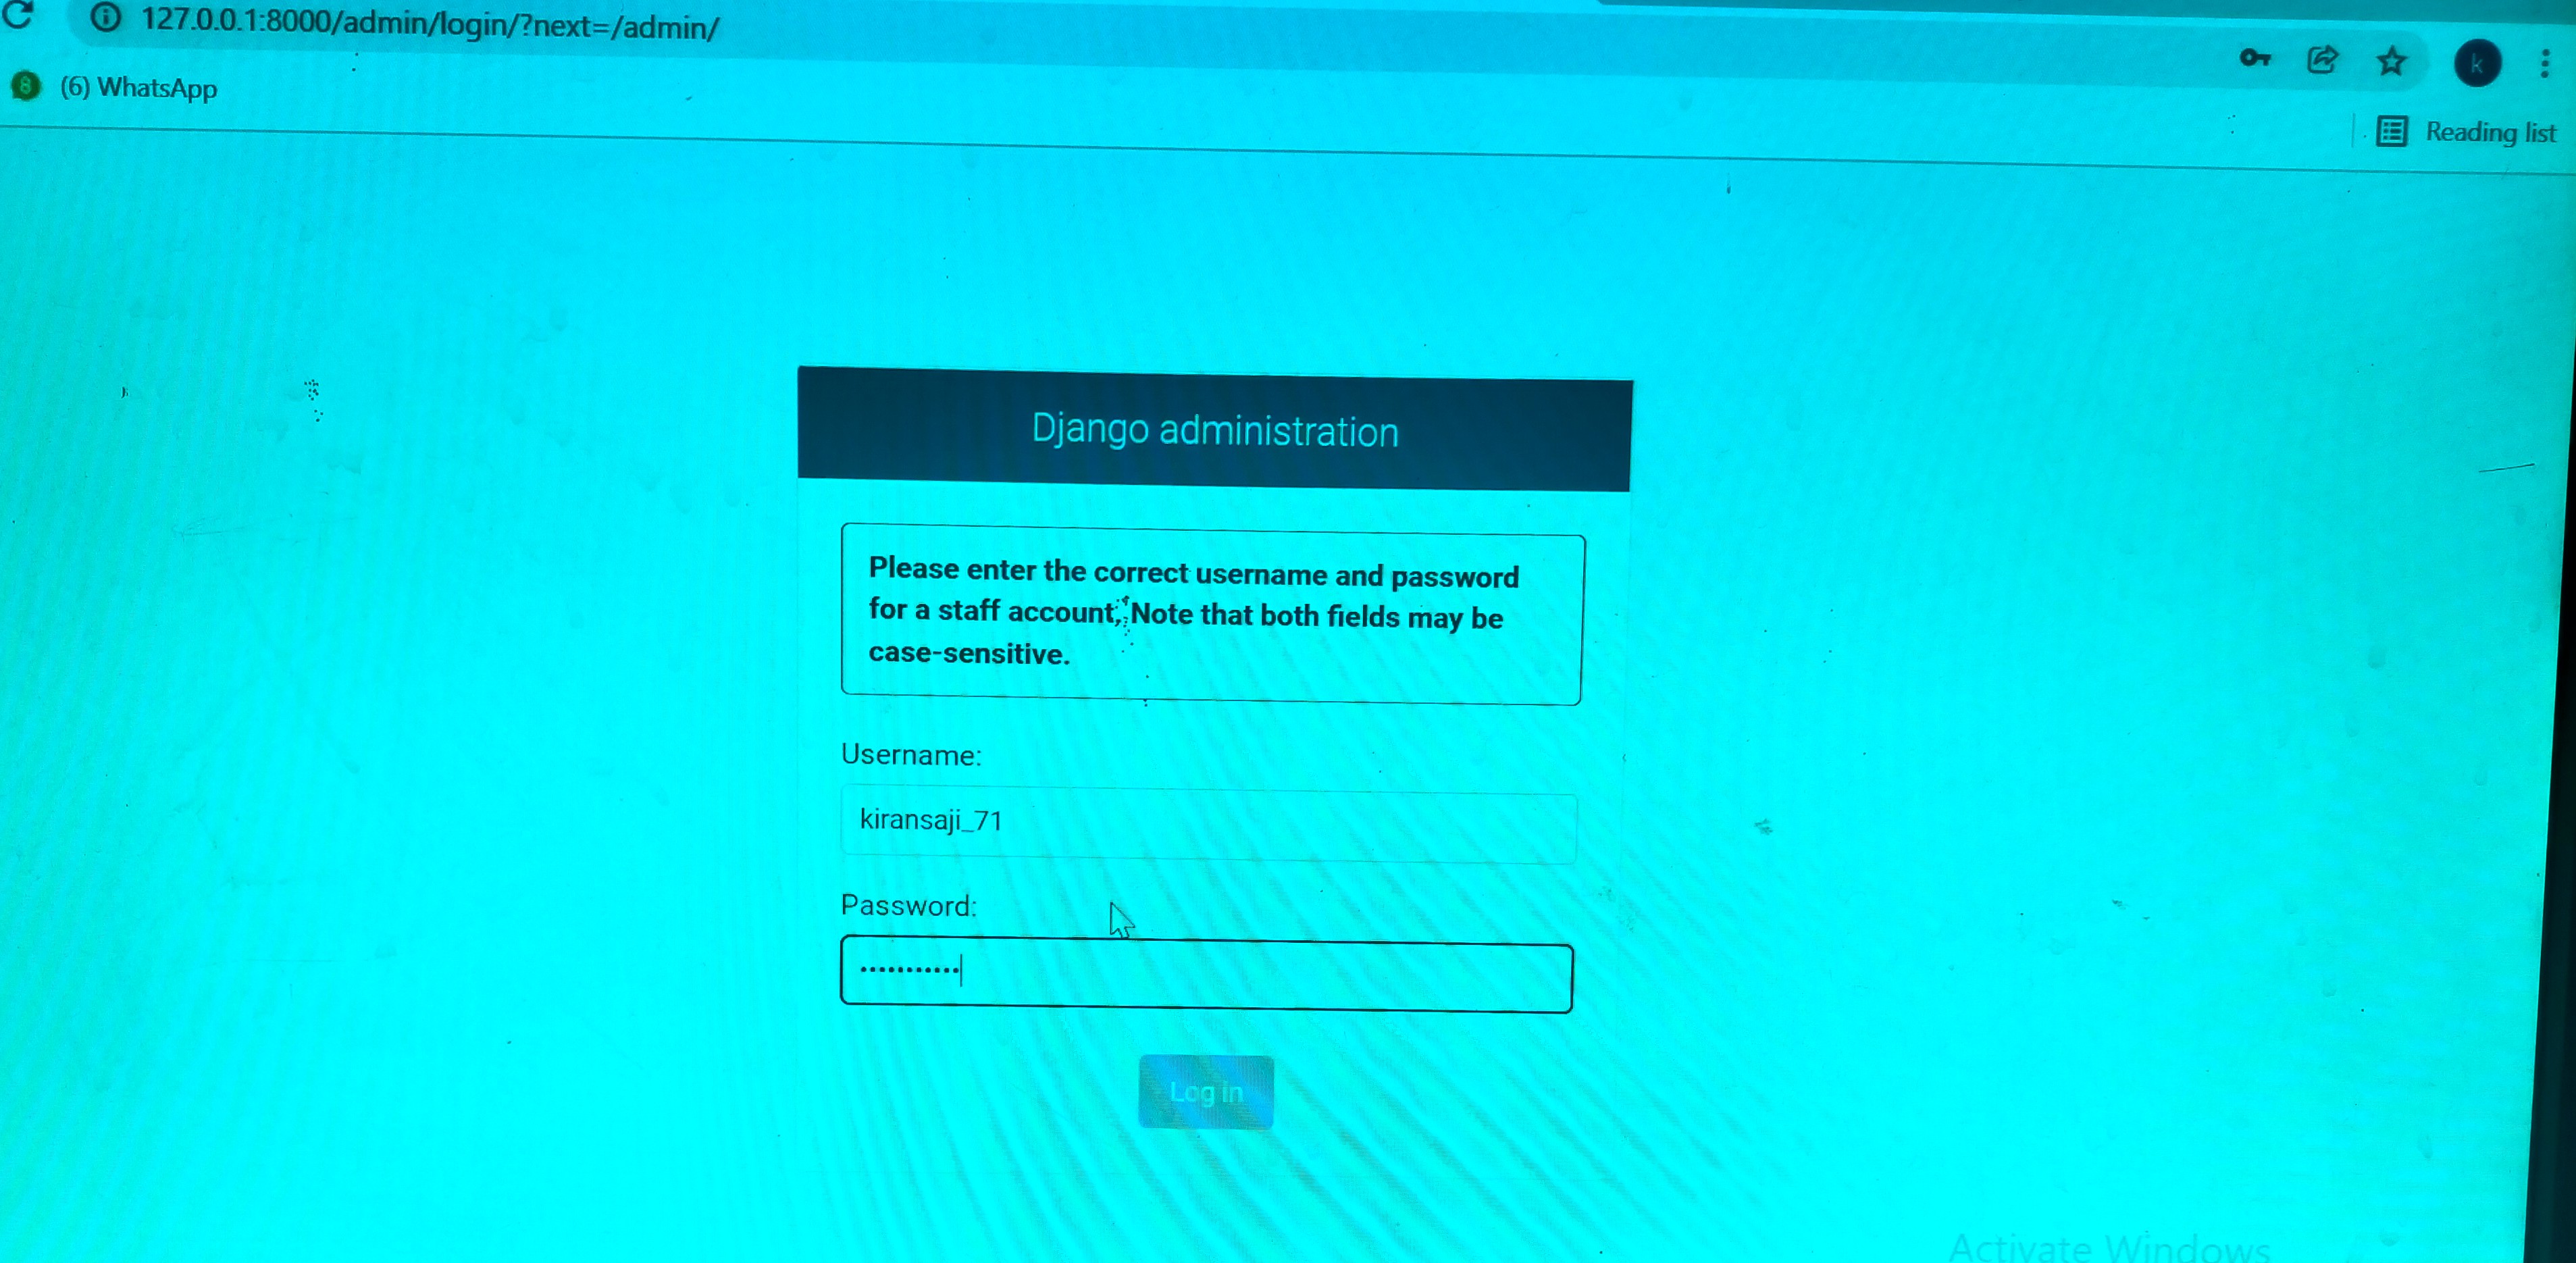 127.0.0.1:8000/admin/login/?next=/admin/
k
8 (6) WhatsApp
Reading list
Django administration
Please enter the correct username and password
for a staff account. Note that both fields may be
case-sensitive.
Username:
kiransaji_71
Password:
Log in
Activate Windows